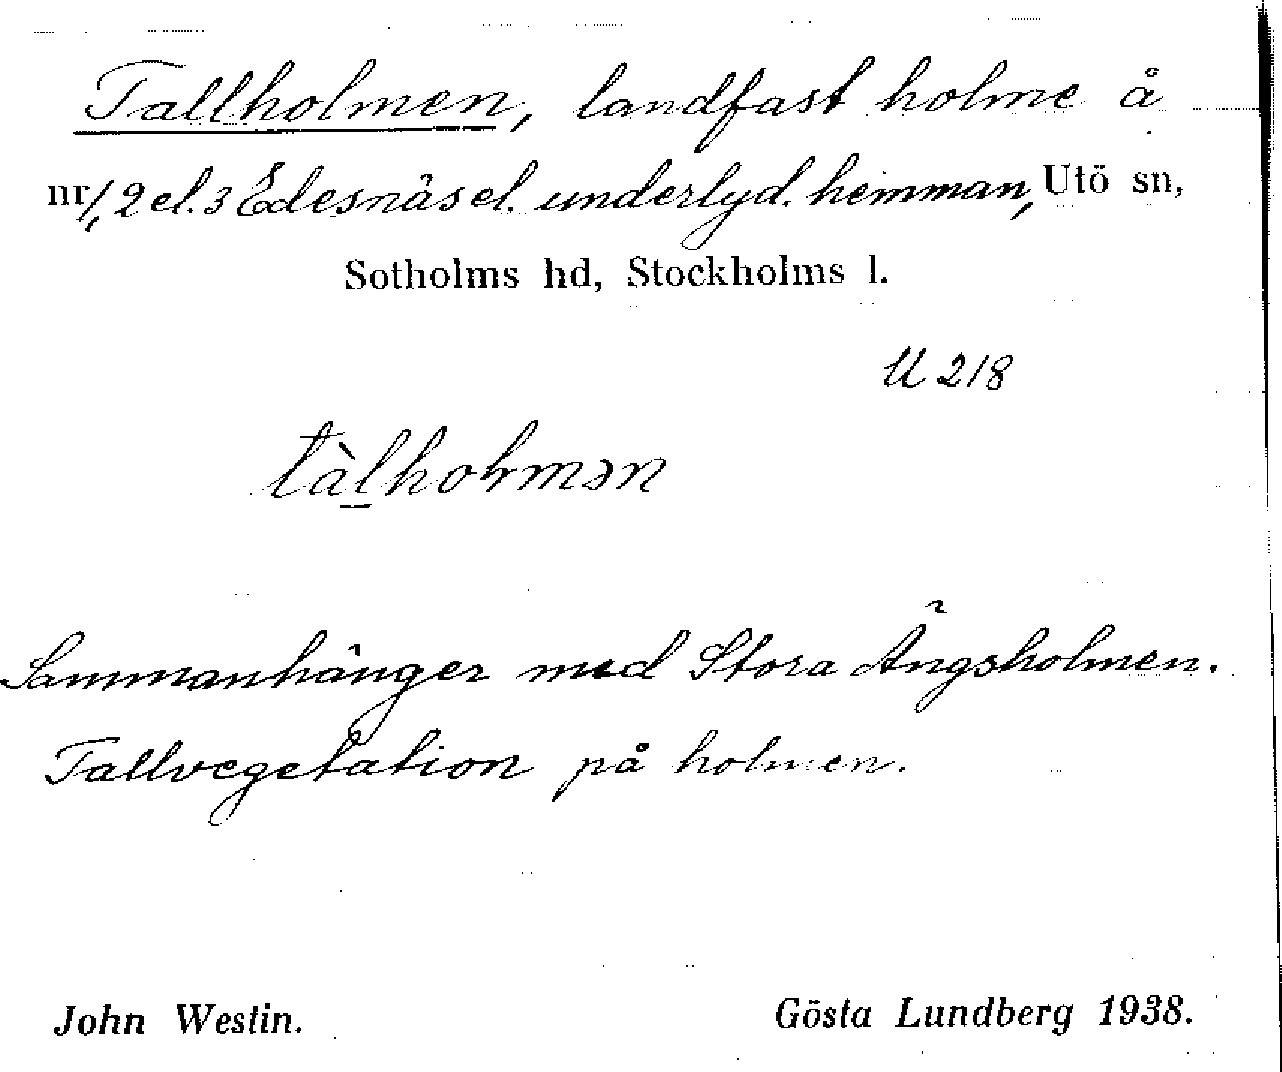 Tallholmen, landfast holme å
nr 1, 2 el. 3 Edesnäs el. underlyd. hemman, Utö sn,
Sotholms hd, Stockholms l.
U 218
tàlholmən
Sammanhänger med Stora Ängsholmen.
Tallvegetation på holmen.
John Westin. Gösta Lundberg 1938.